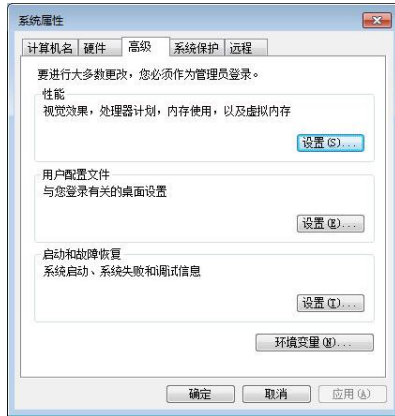 系统属性
计算机名 硬件 高级 系统保护 远程
要进行大多数更改，您必须作为管理员登录。
性能
视觉效果，处理器计划，内存使用，以及虚拟内存
设置(S)...
用户配置文件
与您登录有关的桌面设置
设置(E)...
启动和故障恢复
系统启动、系统失败和调试信息
设置(T)...
环境变量(N)...
确定 取消 应用(A)